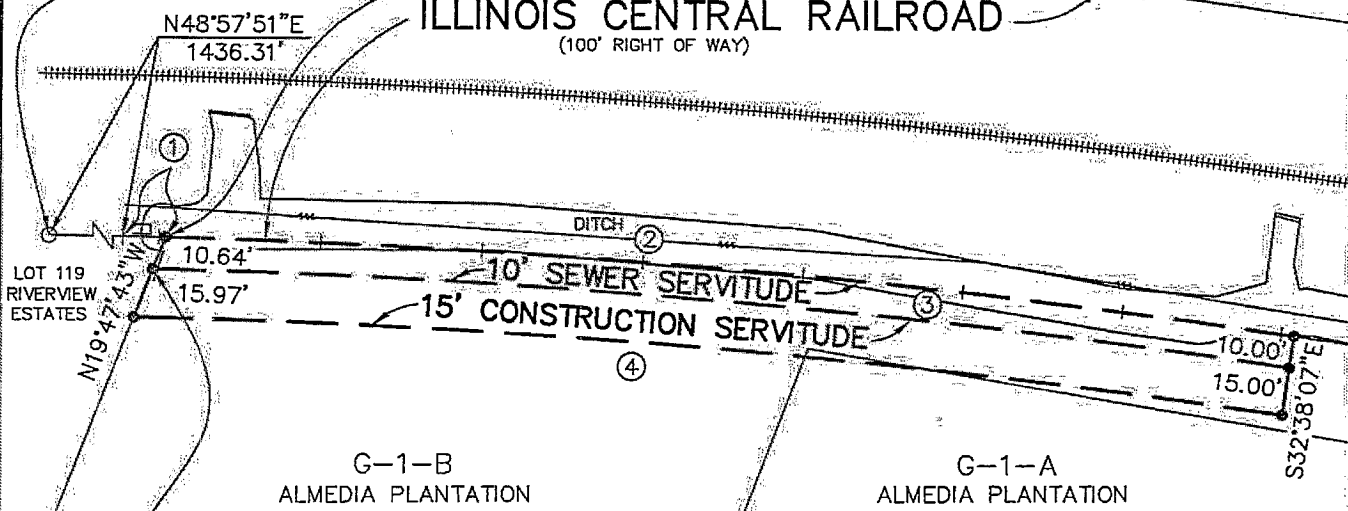 ILLINOIS CENTRAL RAILROAD
(100' RIGHT OF WAY)
N48°57'51"E
1436.31'
1
DITCH
2
LOT 119
RIVERVIEW
ESTATES
N19°47'43"W
10.64'
15.97'
10' SEWER SERVITUDE
3
15' CONSTRUCTION SERVITUDE
4
10.00'
15.00'
S32°38'07"E
G-1-B
ALMEDIA PLANTATION
G-1-A
ALMEDIA PLANTATION